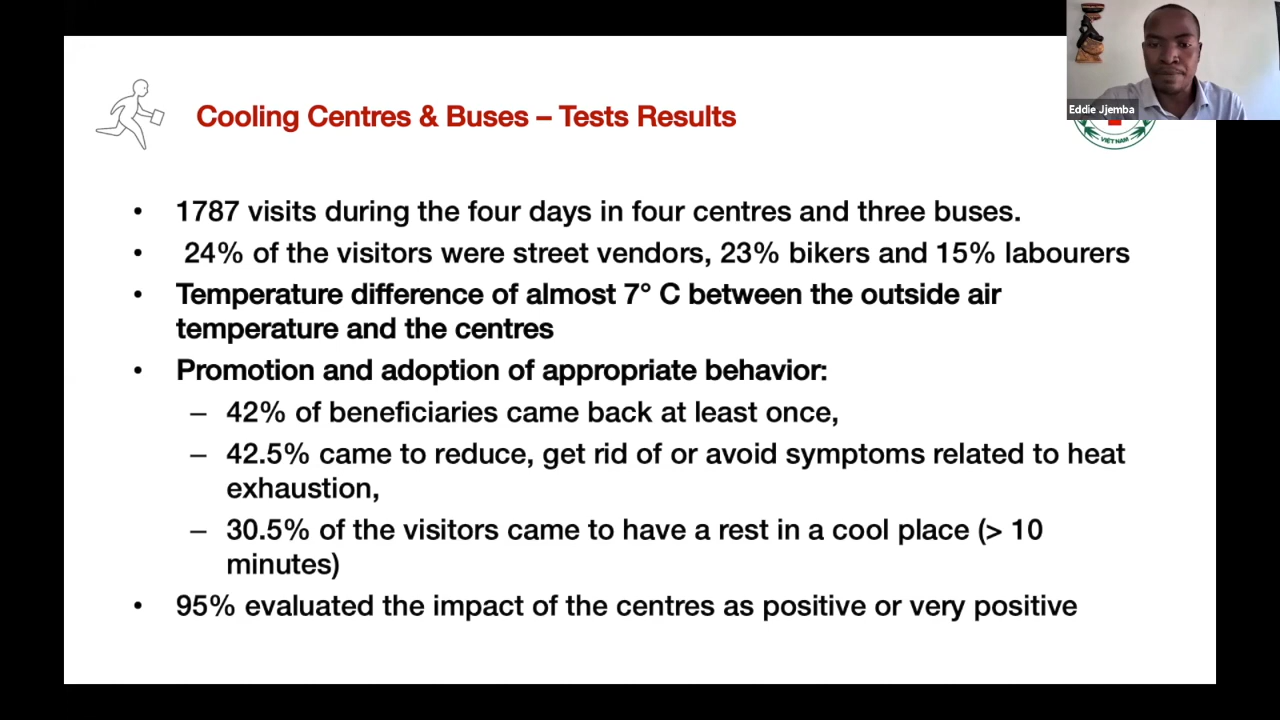 Eddie Jjemba
Cooling Centres & Buses – Tests Results
VIỆT NAM
• 1787 visits during the four days in four centres and three buses.
• 24% of the visitors were street vendors, 23% bikers and 15% labourers
• Temperature difference of almost 7° C between the outside air
temperature and the centres
• Promotion and adoption of appropriate behavior:
– 42% of beneficiaries came back at least once,
– 42.5% came to reduce, get rid of or avoid symptoms related to heat
exhaustion,
– 30.5% of the visitors came to have a rest in a cool place (> 10
minutes)
• 95% evaluated the impact of the centres as positive or very positive